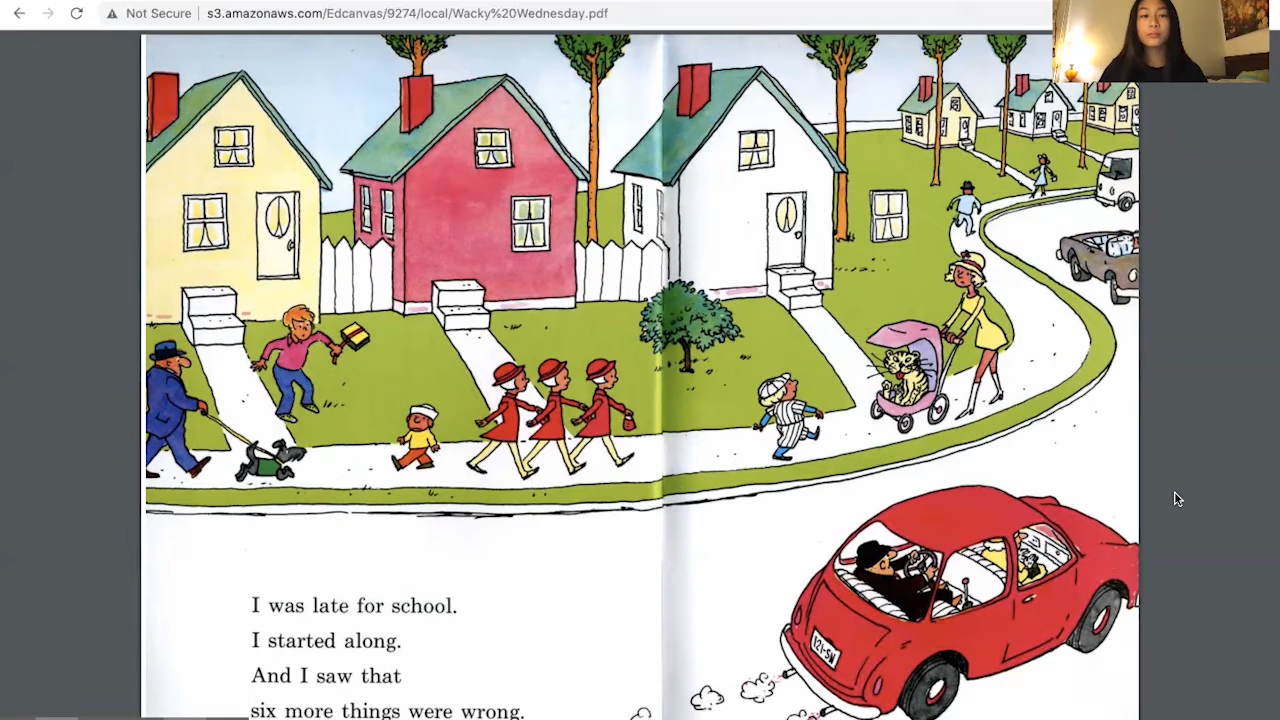 Not Secure s3.amazonaws.com/Edcanvas/9274/local/Wacky%20Wednesday.pdf
I was late for school.
I started along.
And I saw that
six more things were wrong.